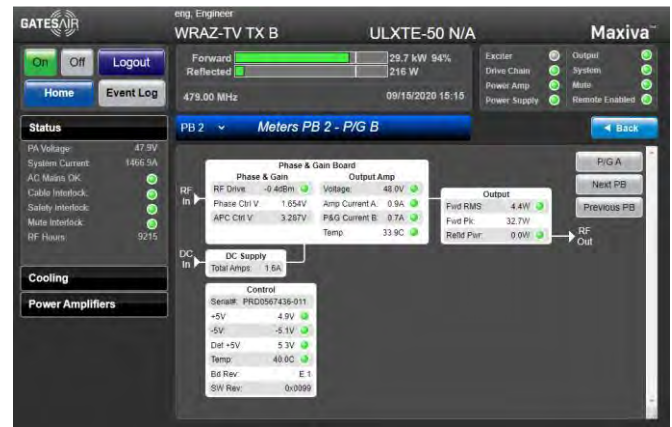 GATESAIR
eng, Engineer
WRAZ-TV TX B
ULXTE-50 N/A
Maxiva
On
Off
Logout
Home
Event Log
Forward 29.7 kW 94%
Reflected 216 W
479.00 MHz
09/15/2020 15:15
Exciter
Drive Chain
Power Amp
Power Supply
Output
System
Mute
Remote Enabled
Status
PA Voltage: 47.9V
System Current: 1466.9A
AC Mains OK:
Cable Interlock:
Safety Interlock:
Mute Interlock:
RF Hours: 9215
Cooling
Power Amplifiers
PB 2
Meters PB 2 - P/G B
Back
P/G A
Next PB
Previous PB
Phase & Gain Board
Phase & Gain
Output Amp
RF In
RF Drive: -0.4dBm
Voltage: 48.0V
Phase Ctrl V: 1.654V
Amp Current A: 0.9A
APC Ctrl V: 3.287V
P&G Current B: 0.7A
Temp: 33.9C
Output
Fwd RMS: 4.4W
Fwd Pk: 32.7W
Refld Pwr: 0.0W
RF Out
DC In
DC Supply
Total Amps: 1.6A
Control
Serial#: PRD0567436-011
+5V: 4.9V
-5V: -5.1V
Det +5V: 5.3V
Temp: 40.0C
Bd Rev: E.1
SW Rev: 0x0099